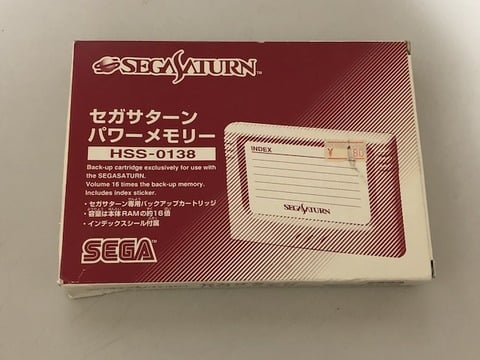 SEGASATURN™
セガサターン
パワーメモリー
HSS-0138
Back-up cartridge exclusively for use with
the SEGASATURN.
Volume 16 times the back-up memory.
Includes index sticker.
・セガサターン専用バックアップカートリッジ
・容量は本体RAMの約16倍
・インデックスシール付属
SEGA
INDEX
¥ 80
SEGASATURN